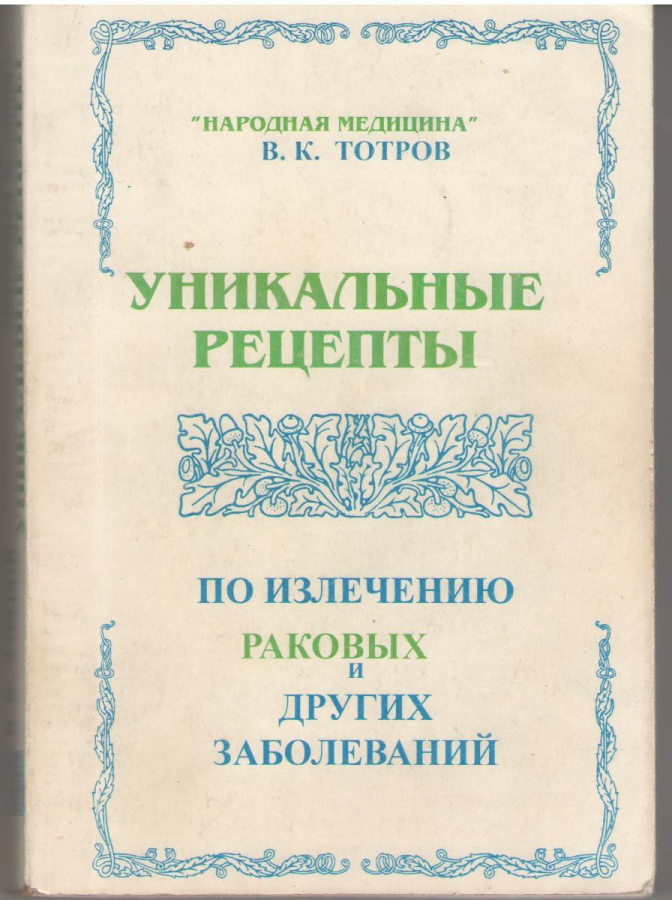 "НАРОДНАЯ МЕДИЦИНА"
В. К. ТОТРОВ
УНИКАЛЬНЫЕ
РЕЦЕПТЫ
ПО ИЗЛЕЧЕНИЮ
РАКОВЫХ
И
ДРУГИХ
ЗАБОЛЕВАНИЙ